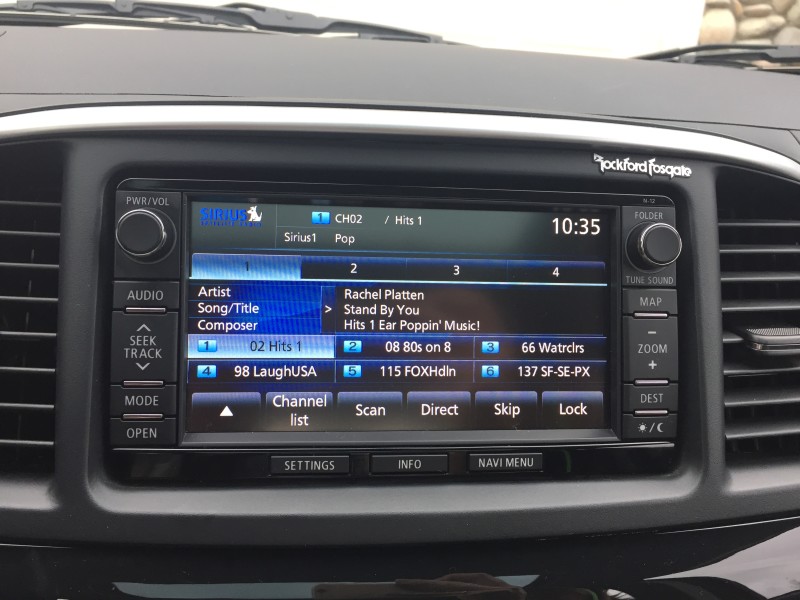 Rockford Fosgate
N-12
PWR/VOL
AUDIO
SEEK
TRACK
MODE
OPEN
SIRIUS
1 CH02 / Hits 1
Sirius1 Pop
10:35
1 2 3 4
Artist Rachel Platten
Song/Title > Stand By You
Composer Hits 1 Ear Poppin' Music!
1 02 Hits 1 2 08 80s on 8 3 66 Watrclrs
4 98 LaughUSA 5 115 FOXHdln 6 137 SF-SE-PX
▲ Channel list Scan Direct Skip Lock
FOLDER
TUNE SOUND
MAP
−
ZOOM
+
DEST
SETTINGS INFO NAVI MENU